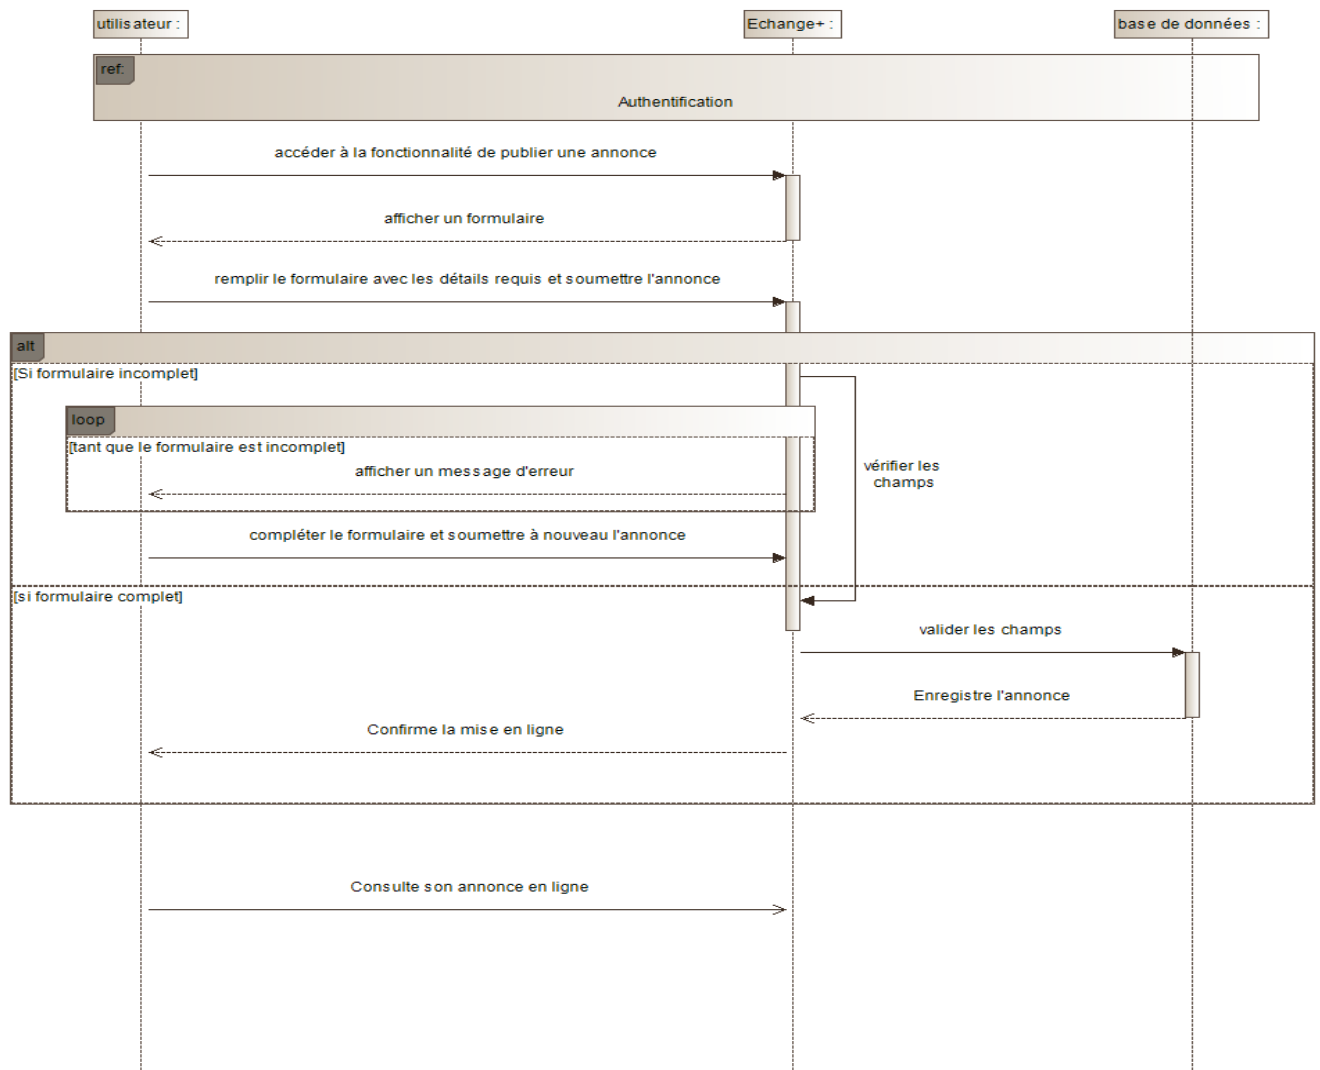 utilisateur :
Echange+ :
base de données :
ref:
Authentification
accéder à la fonctionnalité de publier une annonce
afficher un formulaire
remplir le formulaire avec les détails requis et soumettre l'annonce
alt
[Si formulaire incomplet]
loop
[tant que le formulaire est incomplet]
afficher un message d'erreur
vérifier les
champs
compléter le formulaire et soumettre à nouveau l'annonce
[si formulaire complet]
valider les champs
Enregistre l'annonce
Confirme la mise en ligne
Consulte son annonce en ligne